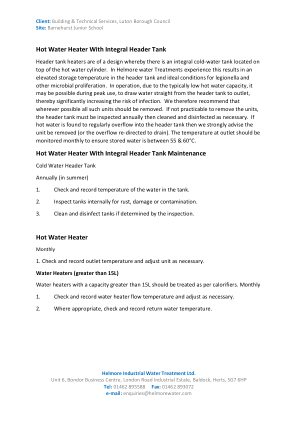 Client: Building & Technical Services, Luton Borough Council
Site: Barnehurst Junior School
Hot Water Heater With Integral Header Tank
Header tank heaters are of a design whereby there is an integral cold-water tank located on
top of the hot water cylinder. In Helmore water Treatments experience this results in an
elevated storage temperature in the header tank and ideal conditions for legionella and
other microbial proliferation. In operation, due to the typically low hot water capacity, it
may be possible during peak use, to draw water straight from the header tank to outlet,
thereby significantly increasing the risk of infection. We therefore recommend that
wherever possible all such units should be removed. If not practicable to remove the units,
the header tank must be inspected annually then cleaned and disinfected as necessary. If
hot water is found to regularly overflow into the header tank then we strongly advise the
unit be removed (or the overflow re-directed to drain). The temperature at outlet should be
monitored monthly to ensure stored water is between 55 & 60°C.
Hot Water Heater With Integral Header Tank Maintenance
Cold Water Header Tank
Annually (in summer)
1. Check and record temperature of the water in the tank.
2. Inspect tanks internally for rust, damage or contamination.
3. Clean and disinfect tanks if determined by the inspection.
Hot Water Heater
Monthly
1. Check and record outlet temperature and adjust unit as necessary.
Water Heaters (greater than 15L)
Water heaters with a capacity greater than 15L should be treated as per calorifiers. Monthly
1. Check and record water heater flow temperature and adjust as necessary.
2. Where appropriate, check and record return water temperature.
Helmore Industrial Water Treatment Ltd.
Unit 6, Bondor Business Centre, London Road Industrial Estate, Baldock, Herts, SG7 6HP
Tel: 01462 895588 Fax: 01462 893072
e-mail: enquiries@helmorewater.com